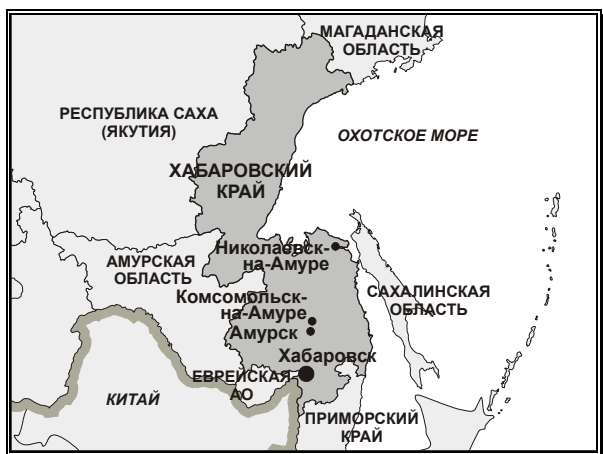 МАГАДАНСКАЯ
ОБЛАСТЬ
РЕСПУБЛИКА САХА
(ЯКУТИЯ)
ОХОТСКОЕ МОРЕ
ХАБАРОВСКИЙ
КРАЙ
Николаевск-
на-Амуре
АМУРСКАЯ
ОБЛАСТЬ
САХАЛИНСКАЯ
ОБЛАСТЬ
Комсомольск-
на-Амуре
Амурск
Хабаровск
ЕВРЕЙСКАЯ
АО
КИТАЙ
ПРИМОРСКИЙ
КРАЙ